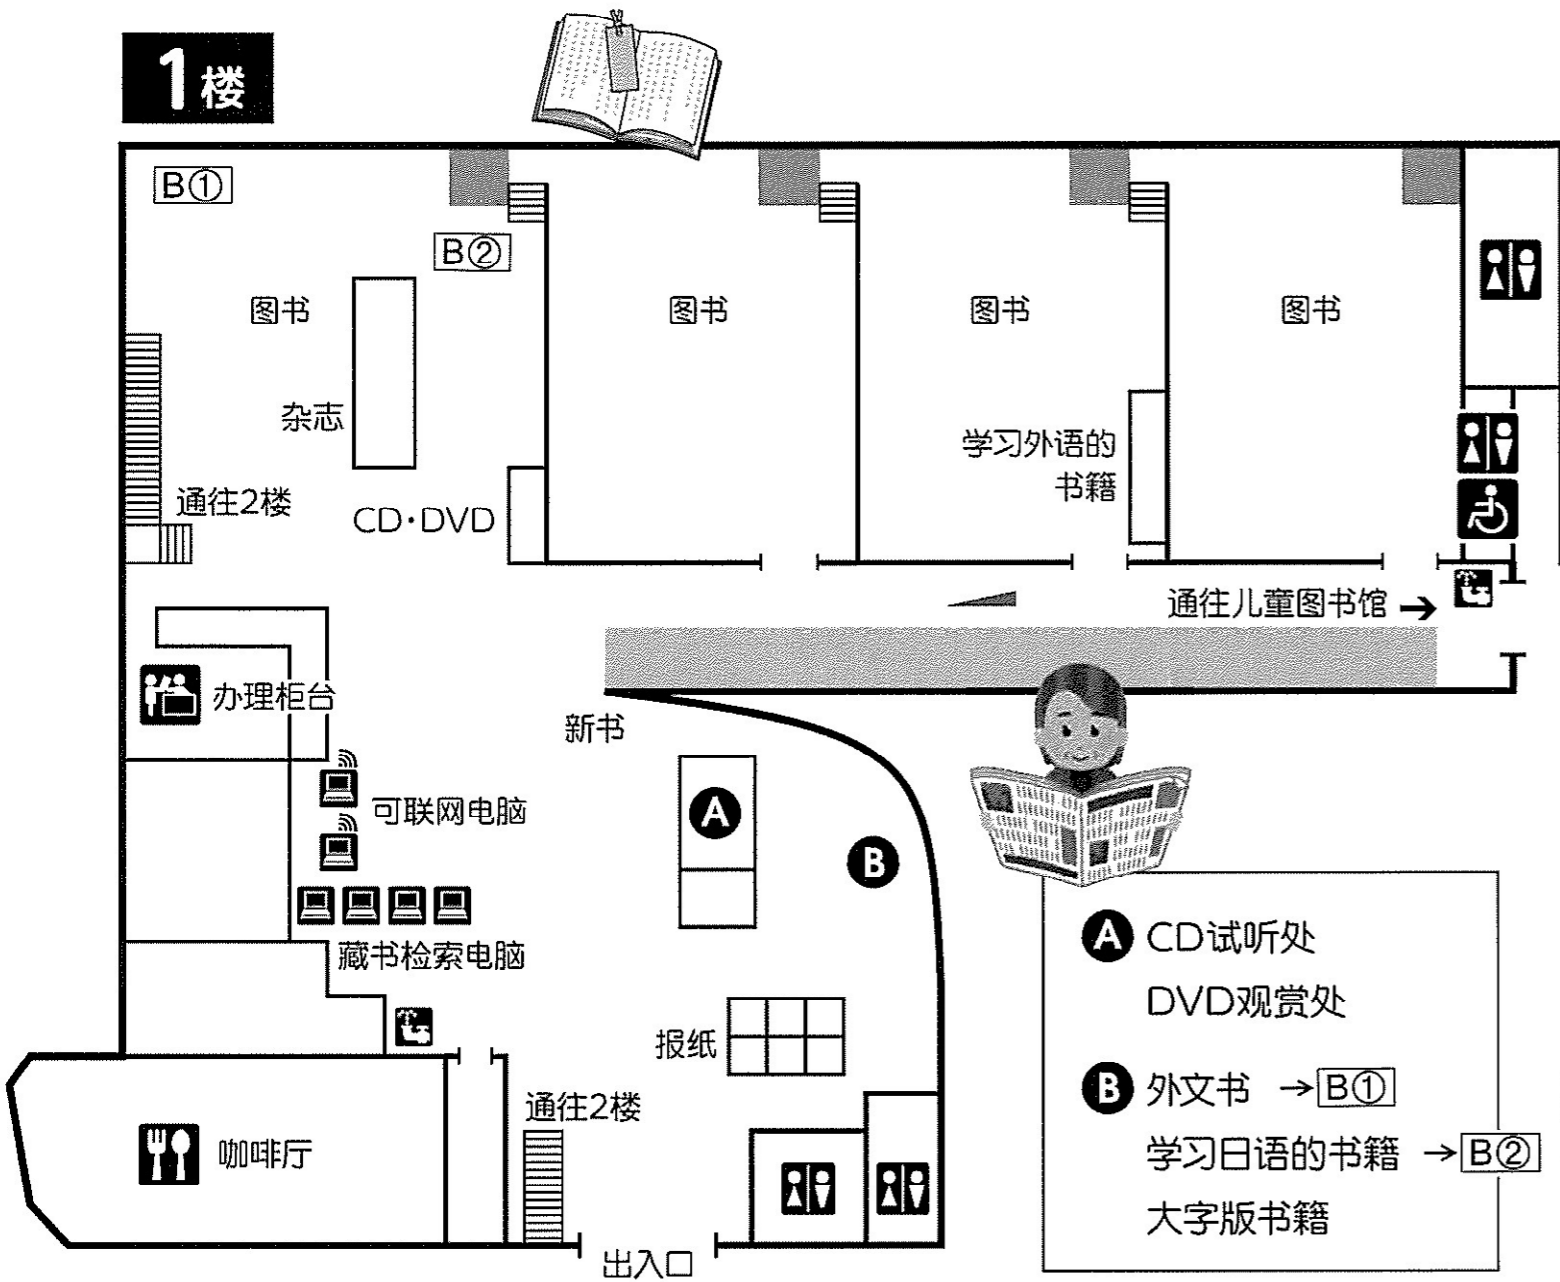 1楼
B①
B②
图书
图书
图书
图书
杂志
学习外语的
书籍
通往2楼
CD·DVD
通往儿童图书馆→
办理柜台
新书
可联网电脑
A
B
藏书检索电脑
报纸
通往2楼
咖啡厅
出入口
A CD试听处
DVD观赏处
B 外文书 →B①
学习日语的书籍 →B②
大字版书籍